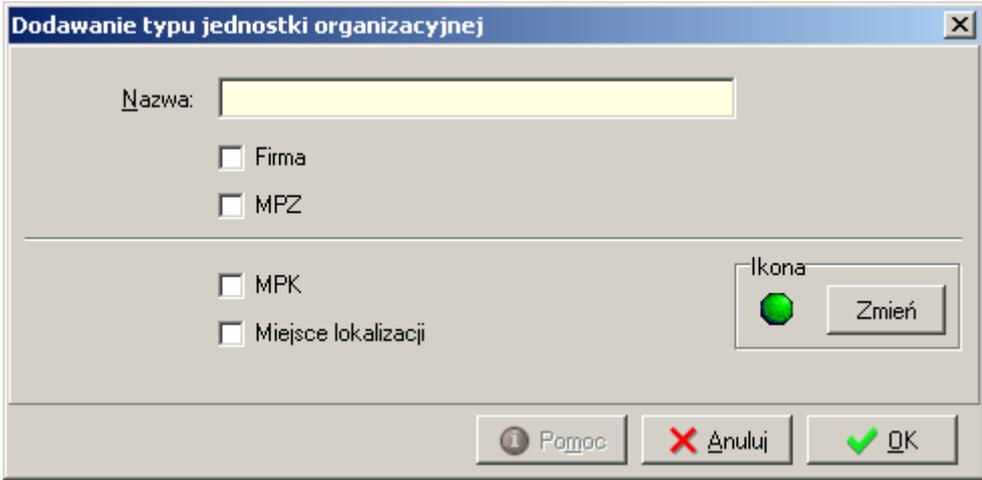 Dodawanie typu jednostki organizacyjnej
Nazwa:
Firma
MPZ
MPK
Miejsce lokalizacji
Ikona
Zmień
Pomoc
Anuluj
OK